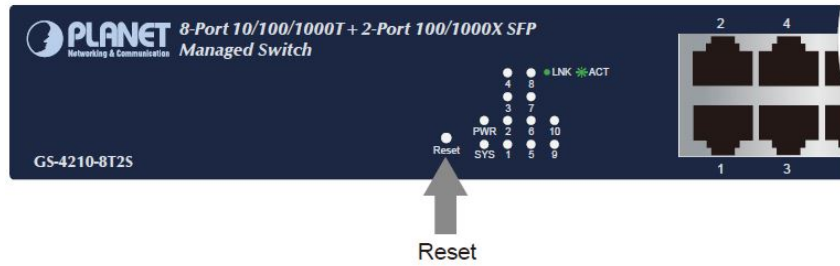 PLANET
Networking & Communication
8-Port 10/100/1000T + 2-Port 100/1000X SFP
Managed Switch
2 4
4 8 LNK ACT
3 7
PWR 2 6 10
Reset SYS 1 5 9
GS-4210-8T2S
1 3
Reset